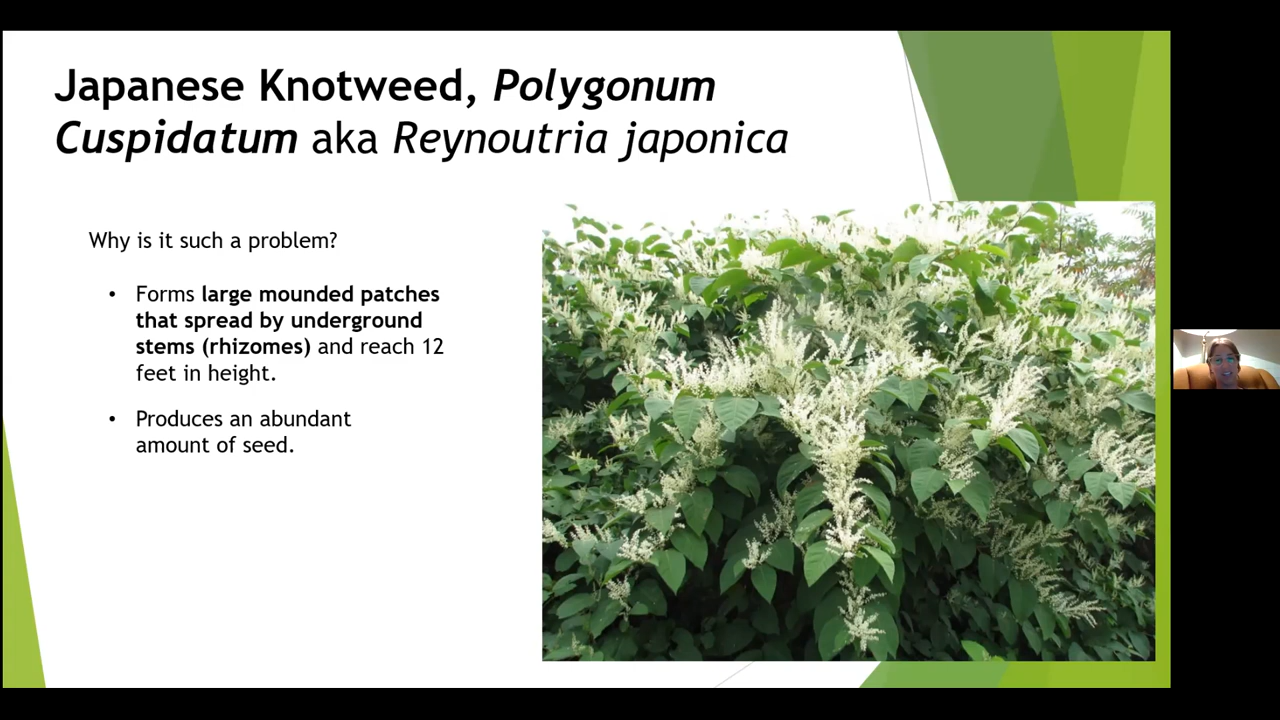 Japanese Knotweed, Polygonum
Cuspidatum aka Reynoutria japonica
Why is it such a problem?
• Forms large mounded patches
that spread by underground
stems (rhizomes) and reach 12
feet in height.
• Produces an abundant
amount of seed.